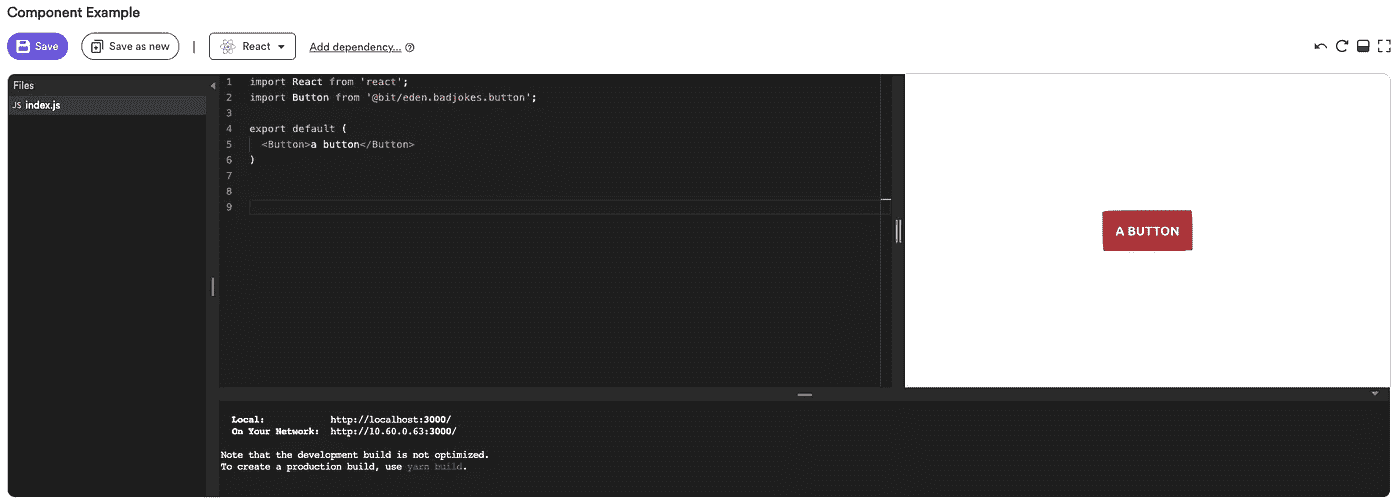 Component Example
Save
Save as new
|
React
Add dependency...
Files
JS index.js
1 import React from 'react';
2 import Button from '@bit/eden.badjokes.button';
3
4 export default (
5 <Button>a button</Button>
6 )
7
8
9
A BUTTON
Local: http://localhost:3000/
On Your Network: http://10.60.0.63:3000/
Note that the development build is not optimized.
To create a production build, use yarn build.